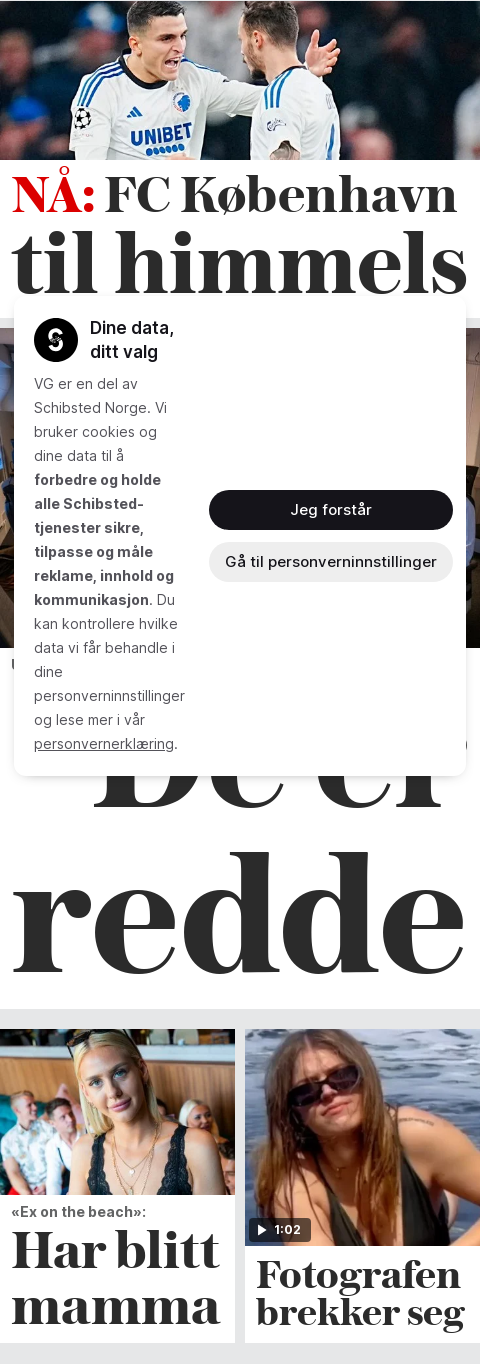 UNIBET
NÅ: FC København
til himmels
Dine data,
ditt valg
VG er en del av
Schibsted Norge. Vi
bruker cookies og
dine data til å
forbedre og holde
alle Schibsted-
tjenester sikre,
tilpasse og måle
reklame, innhold og
kommunikasjon. Du
kan kontrollere hvilke
data vi får behandle i
dine
personverninnstillinger
og lese mer i vår
personvernerklæring.
Jeg forstår
Gå til personverninnstillinger
De er
redde
«Ex on the beach»:
Har blitt
mamma
1:02
Fotografen
brekker seg